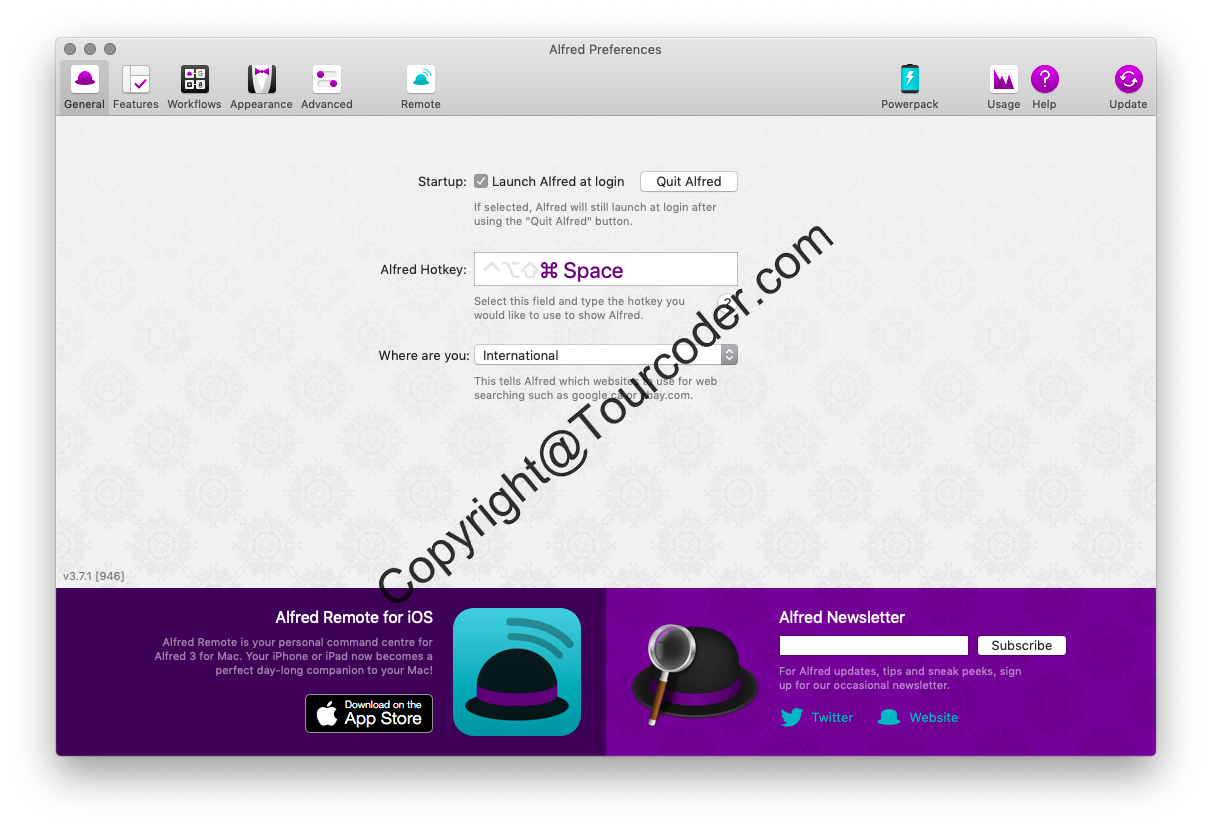 Alfred Preferences
General Features Workflows Appearance Advanced Remote Powerpack Usage Help Update
Startup: Launch Alfred at login Quit Alfred
If selected, Alfred will still launch at login after
using the "Quit Alfred" button.
Alfred Hotkey: ^⌥⇧⌘ Space
Select this field and type the hotkey you
would like to use to show Alfred.
?
Where are you: International
This tells Alfred which websites to use for web
searching such as google.ca or ebay.com.
Copyright@Tourcoder.com
v3.7.1 [946]
Alfred Remote for iOS
Alfred Remote is your personal command centre for
Alfred 3 for Mac. Your iPhone or iPad now becomes a
perfect day-long companion to your Mac!
Download on the
App Store
Alfred Newsletter
Subscribe
For Alfred updates, tips and sneak peeks, sign
up for our occasional newsletter.
Twitter Website